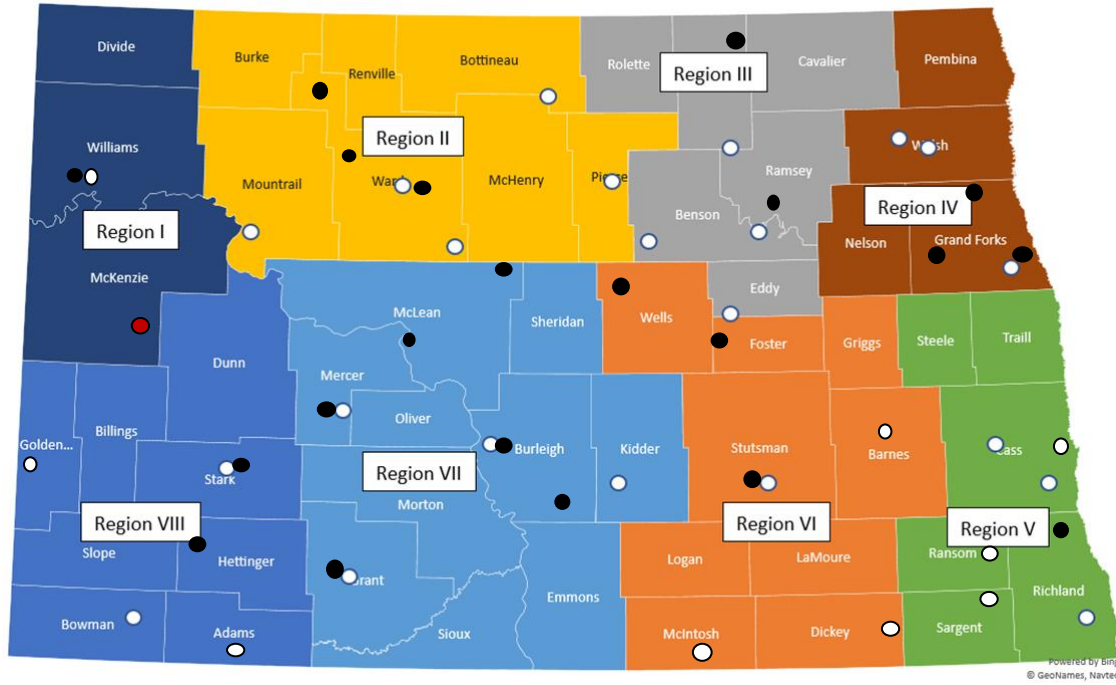 Divide
Burke
Renville
Bottineau
Rolette
Region III
Cavalier
Pembina
Williams
Region II
Mountrail
Ward
McHenry
Pierce
Benson
Ramsey
Walsh
Region IV
Nelson
Grand Forks
Region I
McKenzie
Eddy
McLean
Sheridan
Wells
Foster
Griggs
Steele
Traill
Dunn
Mercer
Oliver
Golden...
Billings
Burleigh
Kidder
Stutsman
Barnes
Cass
Stark
Region VII
Morton
Region VIII
Region VI
Region V
Slope
Hettinger
Logan
LaMoure
Ransom
Grant
Emmons
Richland
Bowman
Adams
Sioux
McIntosh
Dickey
Sargent
Powered by Bing
© GeoNames, Navteq